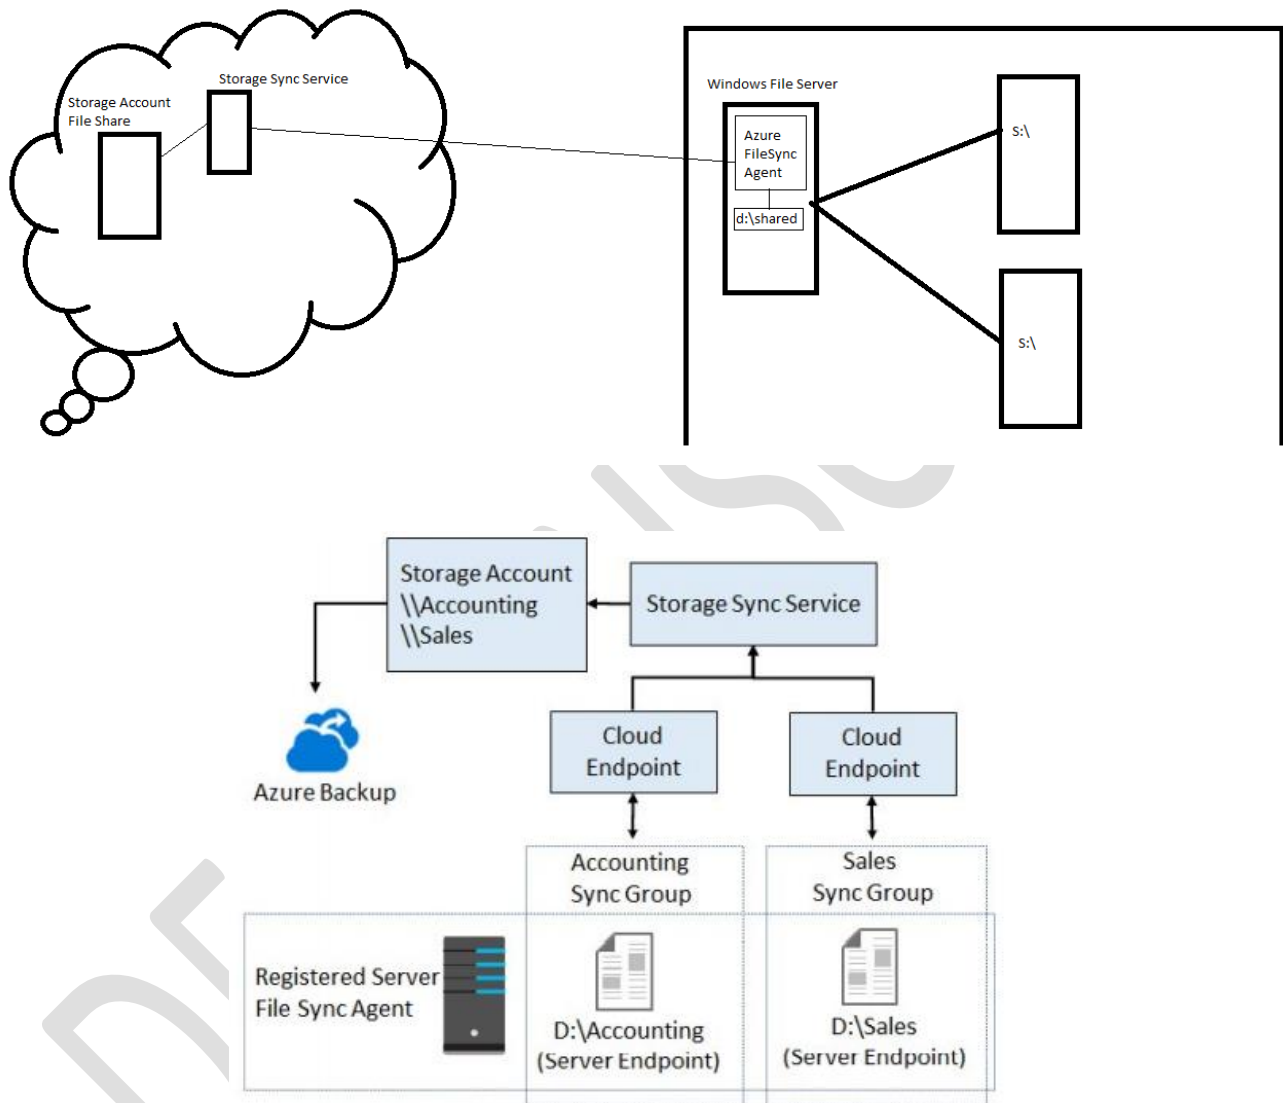 Storage Sync Service
Storage Account
File Share
Windows File Server
Azure
FileSync
Agent
d:\shared
S:\
S:\
Storage Account
\\Accounting
\\Sales
Storage Sync Service
Azure Backup
Cloud
Endpoint
Cloud
Endpoint
Accounting
Sync Group
Sales
Sync Group
Registered Server
File Sync Agent
D:\Accounting
(Server Endpoint)
D:\Sales
(Server Endpoint)